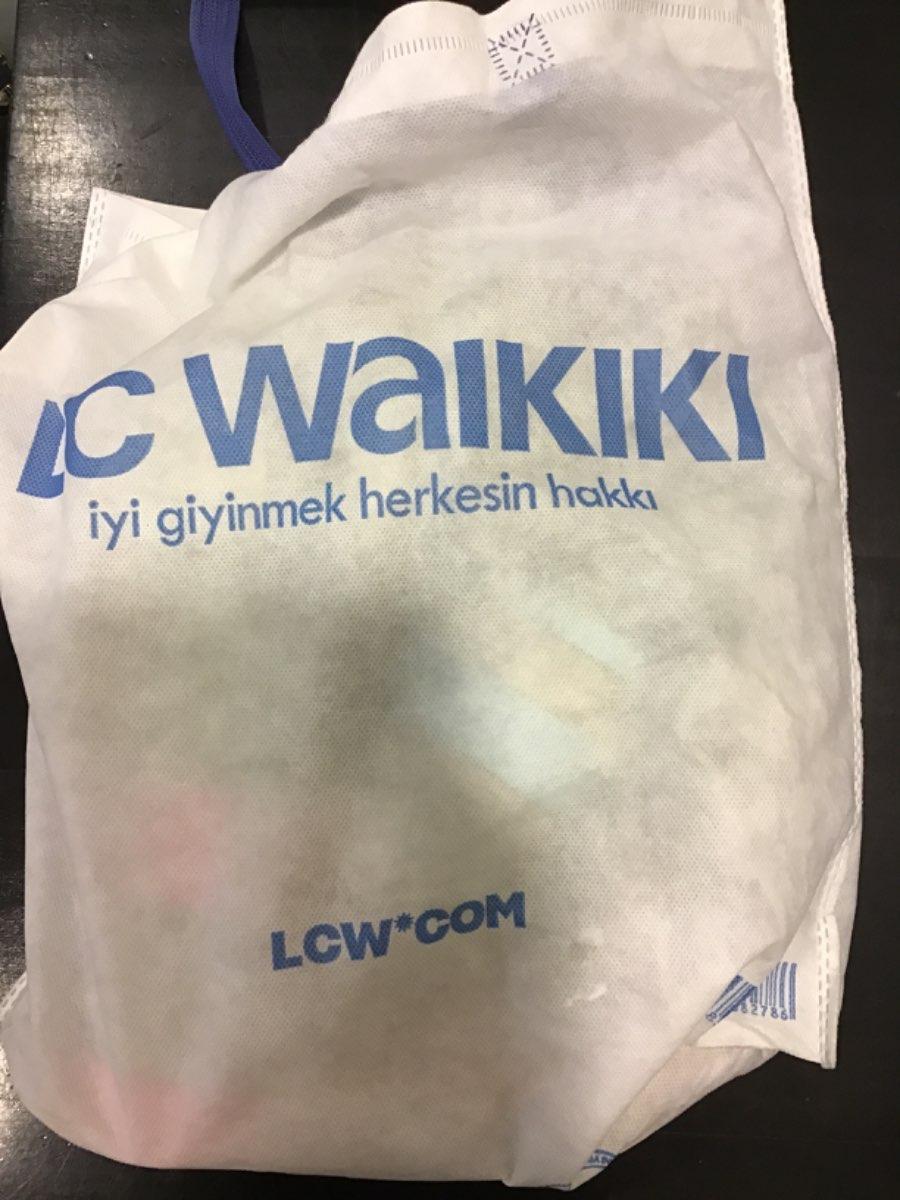 LC WAIKIKI
iyi giyinmek herkesin hakkı
LCW*COM